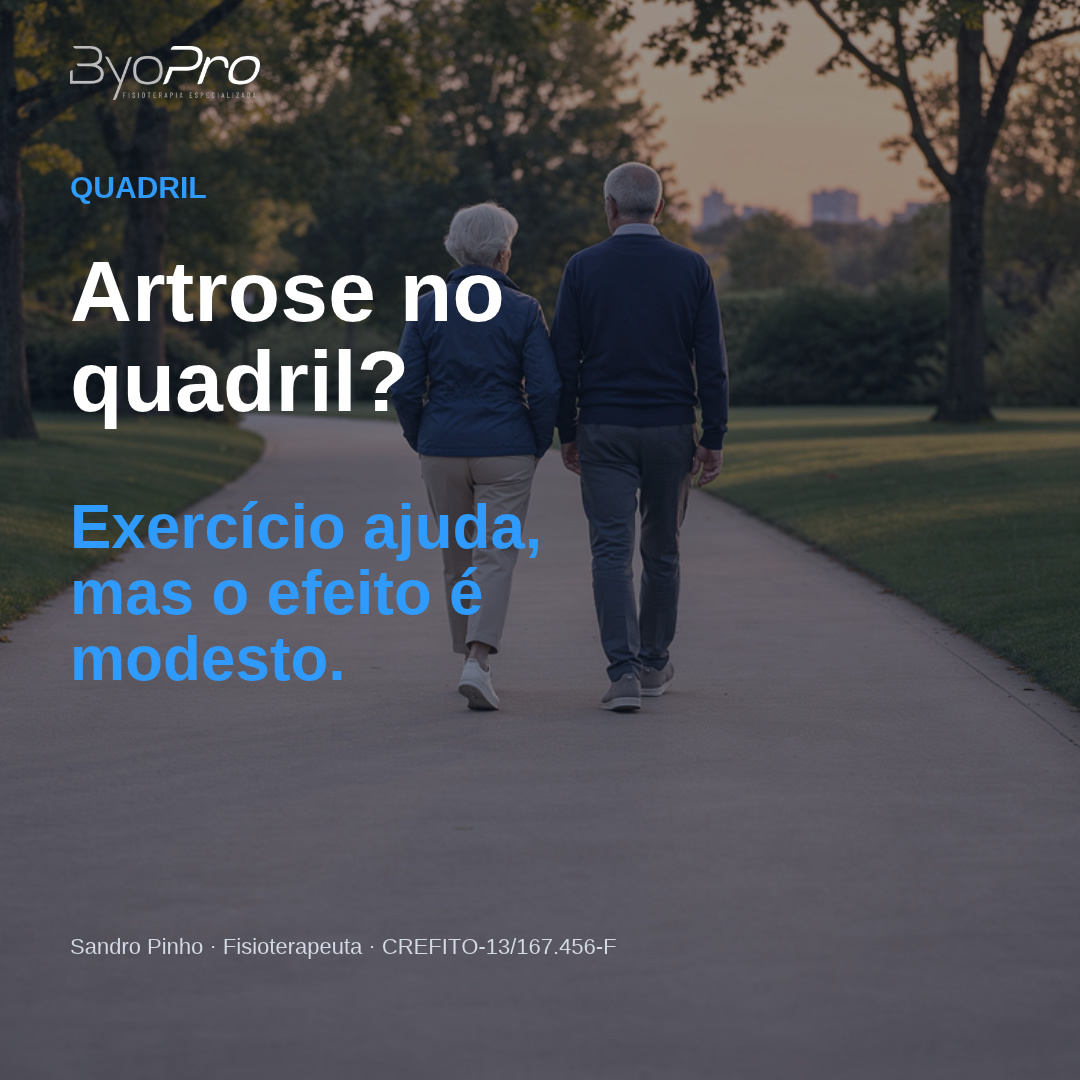 ByoPro
FISIOTERAPIA ESPECIALIZADA
QUADRIL
Artrose no
quadril?
Exercício ajuda,
mas o efeito é
modesto.
Sandro Pinho · Fisioterapeuta · CREFITO-13/167.456-F